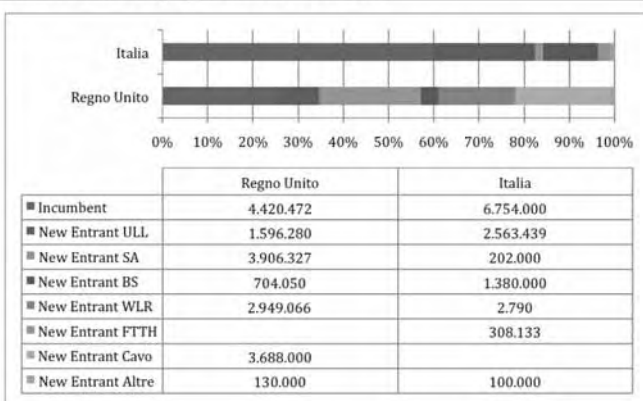 Italia
Regno Unito
0% 10% 20% 30% 40% 50% 60% 70% 80% 90% 100%
Regno Unito Italia
Incumbent 4.420.472 6.754.000
New Entrant ULL 1.596.280 2.563.439
New Entrant SA 3.906.327 202.000
New Entrant BS 704.050 1.380.000
New Entrant WLR 2.949.066 2.790
New Entrant FTTH 308.133
New Entrant Cavo 3.688.000
New Entrant Altre 130.000 100.000